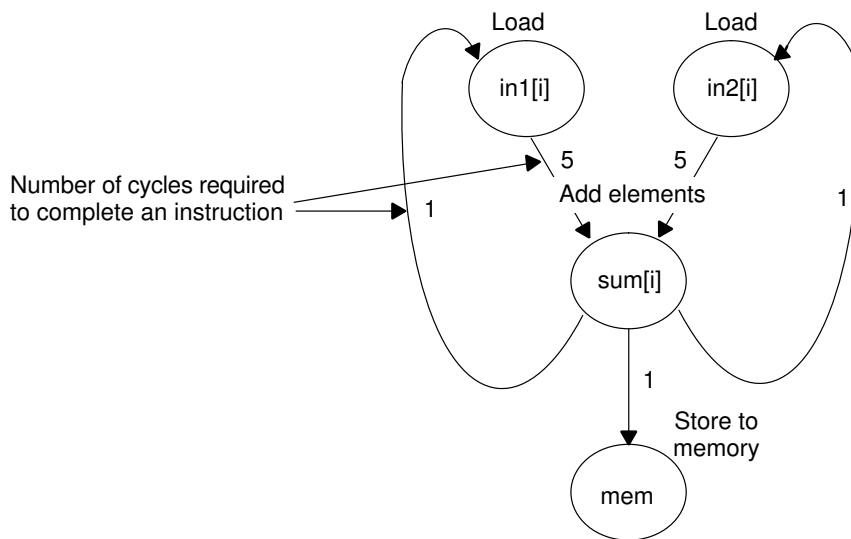 Load
Load
in1[i]
in2[i]
5
5
Number of cycles required
to complete an instruction
Add elements
1
1
sum[i]
1
Store to
memory
mem